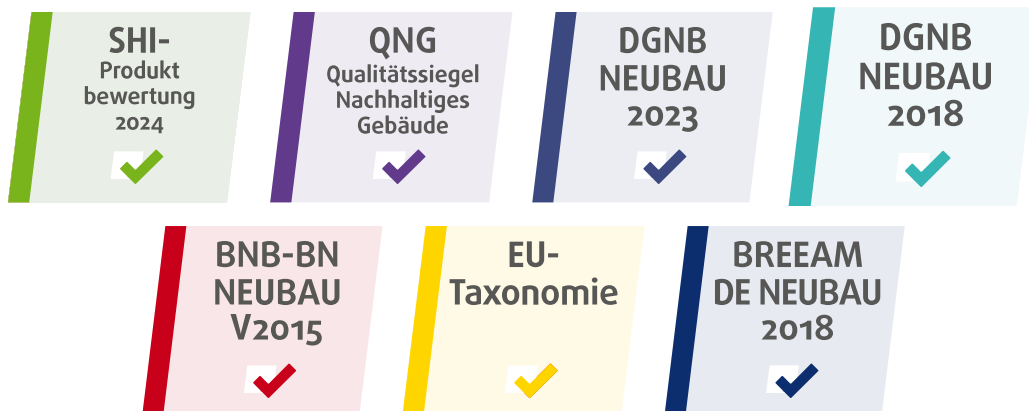 SHI-
Produkt
bewertung
2024
QNG
Qualitätssiegel
Nachhaltiges
Gebäude
DGNB
NEUBAU
2023
DGNB
NEUBAU
2018
BNB-BN
NEUBAU
V2015
EU-
Taxonomie
BREEAM
DE NEUBAU
2018